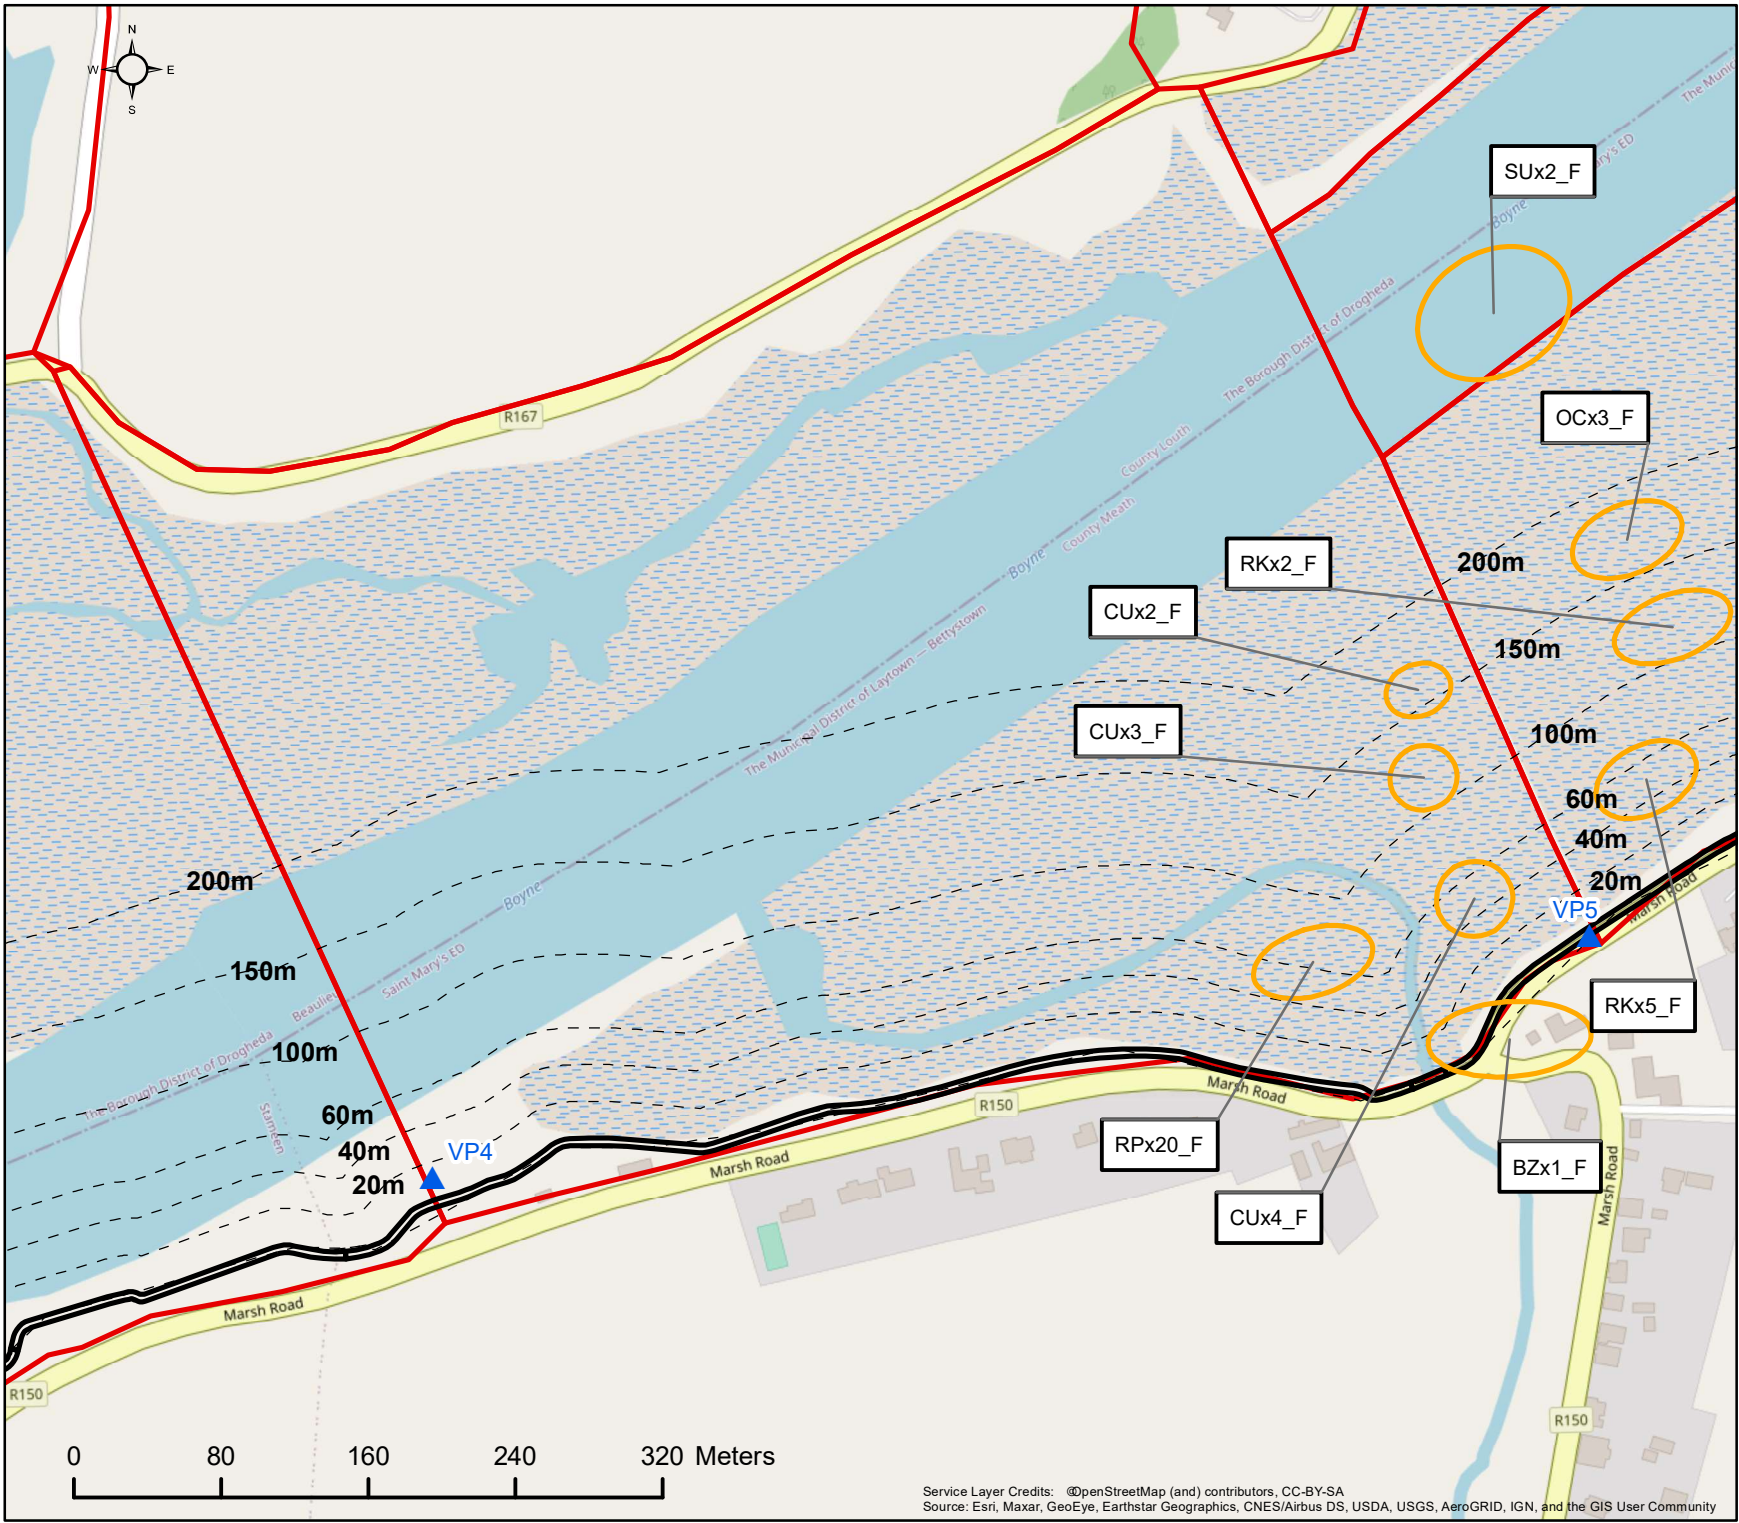 N
W E
S
The Munic
ary's ED
SUx2_F
Boyne
The Borough District of Drogheda
R167
OCx3_F
County Louth
County Meath
RKx2_F
200m
Boyne
CUx2_F
150m
The Municipal District of Laytown — Bettystown
CUx3_F
100m
60m
40m
200m
20m
Marsh Road
Boyne
VP5
Saint Mary's ED
150m
Beaulieu
RKx5_F
100m
The Borough District of Drogheda
Stameen
60m
Marsh Road
R150
40m
VP4
RPx20_F
Marsh Road
20m
BZx1_F
Marsh Road
CUx4_F
Marsh Road
R150
R150
0 80 160 240 320 Meters
Service Layer Credits: ©OpenStreetMap (and) contributors, CC-BY-SA
Source: Esri, Maxar, GeoEye, Earthstar Geographics, CNES/Airbus DS, USDA, USGS, AeroGRID, IGN, and the GIS User Community